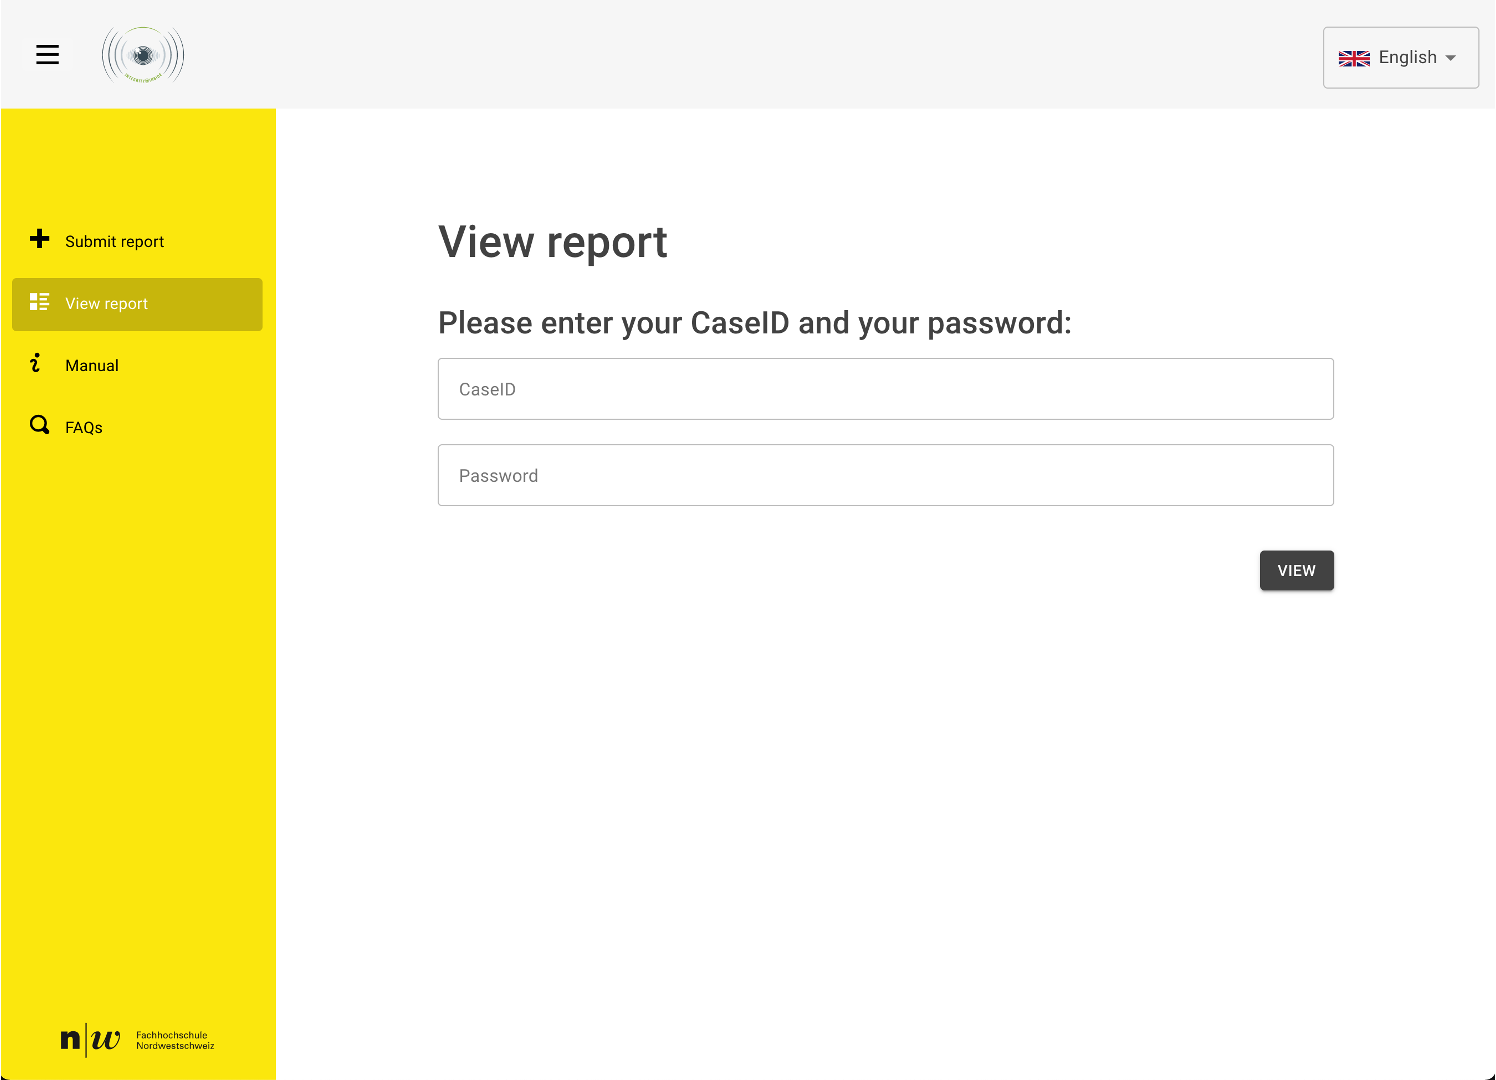 English
Submit report
View report
Manual
FAQs
View report
Please enter your CaseID and your password:
CaseID
Password
VIEW
n|w
Fachhochschule
Nordwestschweiz